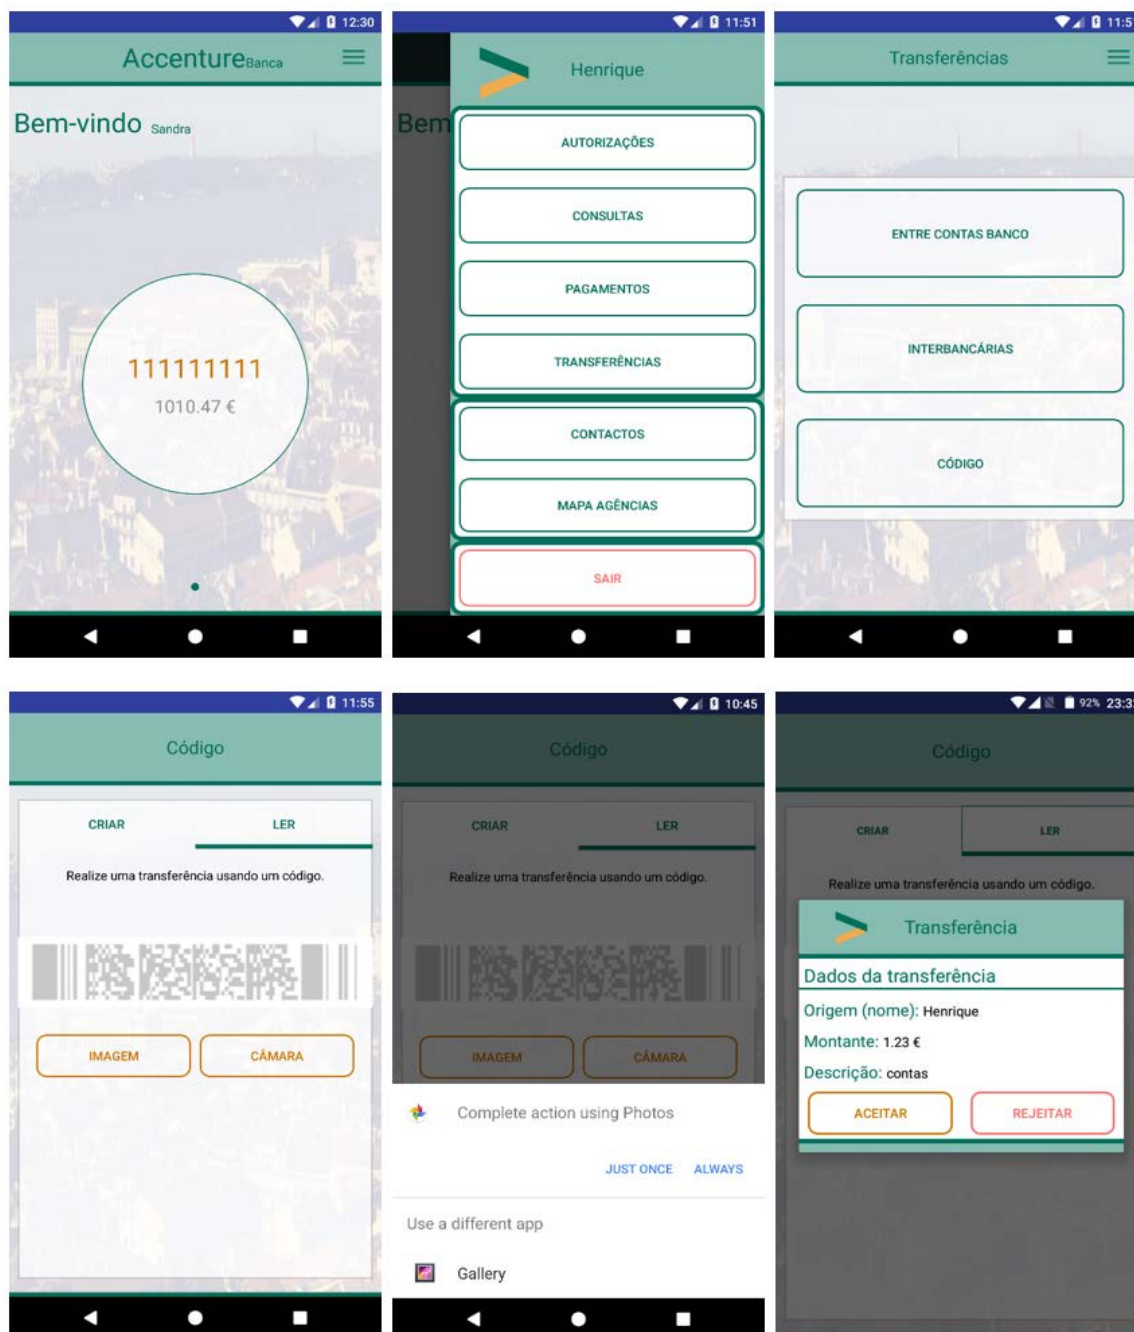 12:30
AccentureBanca
Bem-vindo Sandra
111111111
1010.47 €
11:51
Henrique
Bem
AUTORIZAÇÕES
CONSULTAS
PAGAMENTOS
TRANSFERÊNCIAS
CONTACTOS
MAPA AGÊNCIAS
SAIR
Transferências
ENTRE CONTAS BANCO
INTERBANCÁRIAS
CÓDIGO
11:55
Código
CRIAR LER
Realize uma transferência usando um código.
IMAGEM CÂMARA
10:45
Código
CRIAR LER
Realize uma transferência usando um código.
IMAGEM CÂMARA
Complete action using Photos
JUST ONCE ALWAYS
Use a different app
Gallery
92%
Código
CRIAR LER
Realize uma transferência usando um código.
Transferência
Dados da transferência
Origem (nome): Henrique
Montante: 1.23 €
Descrição: contas
ACEITAR REJEITAR